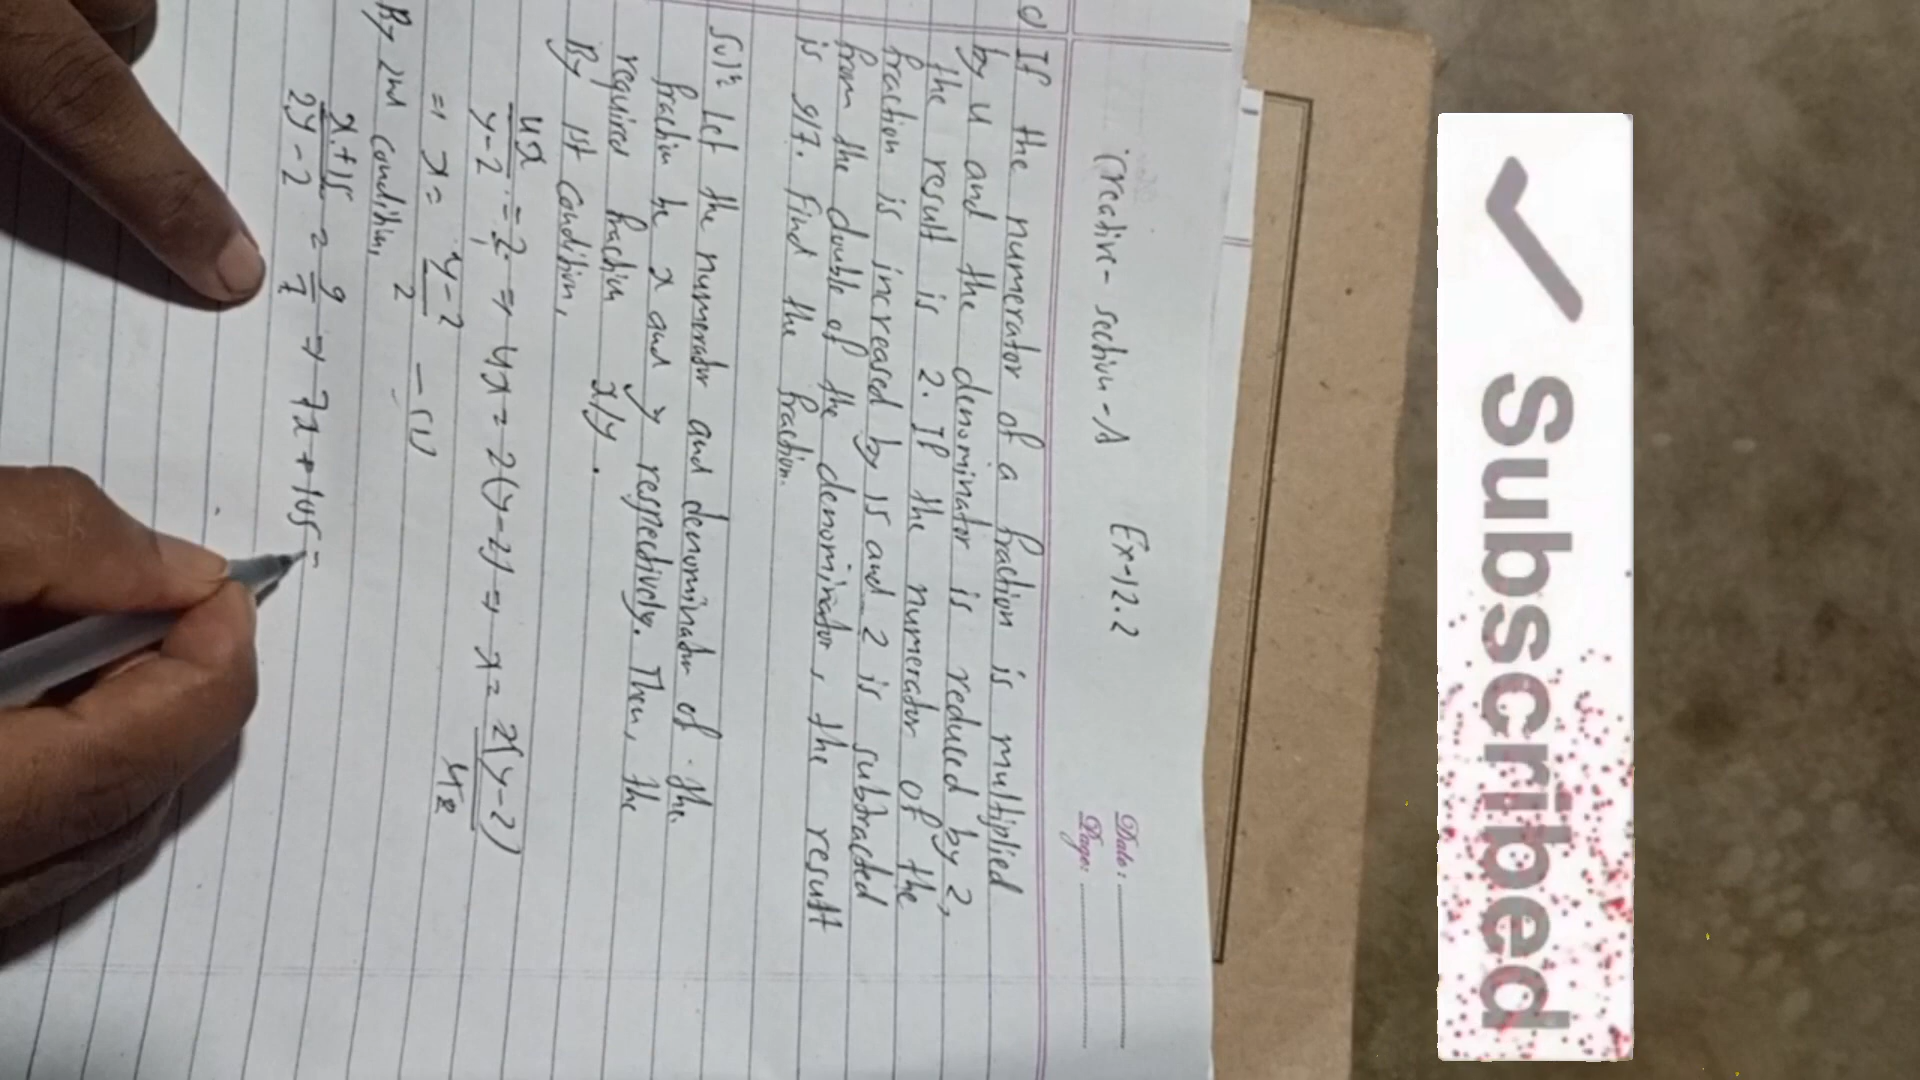 Creative - section - A Ex-12.2
Date:
Page:
If the numerator of a fraction is multiplied
by 4 and the denominator is reduced by 2,
the result is 2. If the numerator of the
fraction is increased by 15 and 2 is subtracted
from the double of the denominator, the result
is 9/7. Find the fraction.
Solⁿ Let the numerator and denominator of the
fraction be x and y respectively. Then, the
required fraction x/y.
By 1st condition,
4x/y-2 = 2/1 ⇒ 4x = 2(y-2) ⇒ x = 2(y-2)/4 2
⇒ x = y-2/2 - (1)
By 2nd condition,
x+15/2y-2 = 9/7 ⇒ 7x + 105 =
✓ Subscribed